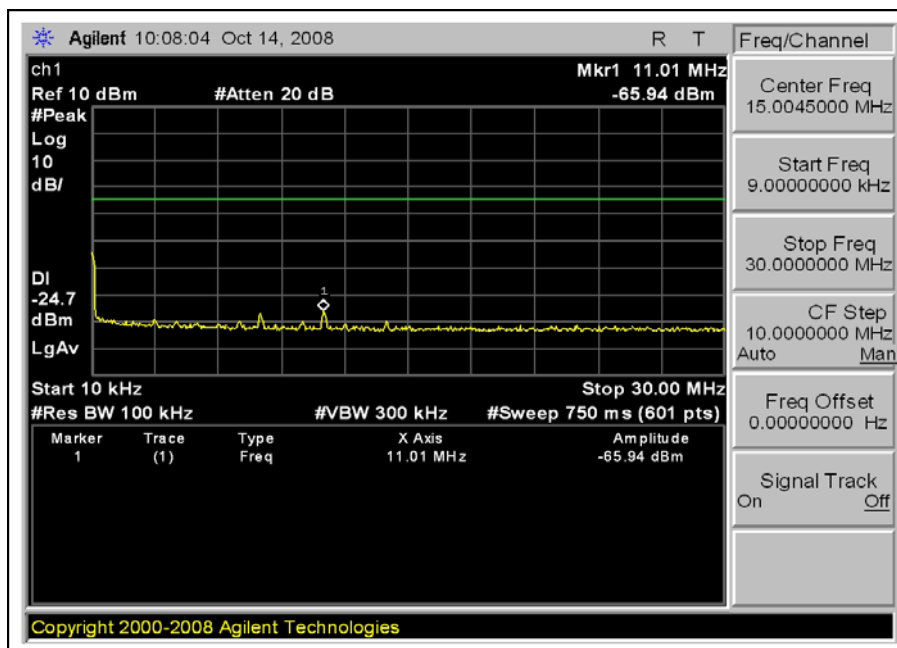 Agilent 10:08:04 Oct 14, 2008 R T
ch1 Mkr1 11.01 MHz
Ref 10 dBm #Atten 20 dB -65.94 dBm
#Peak
Log
10
dB/
1
DI
-24.7
dBm
LgAv
Start 10 kHz Stop 30.00 MHz
#Res BW 100 kHz #VBW 300 kHz #Sweep 750 ms (601 pts)
Marker Trace Type X Axis Amplitude
1 (1) Freq 11.01 MHz -65.94 dBm
Copyright 2000-2008 Agilent Technologies
Freq/Channel
Center Freq
15.0045000 MHz
Start Freq
9.00000000 kHz
Stop Freq
30.0000000 MHz
CF Step
10.0000000 MHz
Auto Man
Freq Offset
0.00000000 Hz
Signal Track
On Off